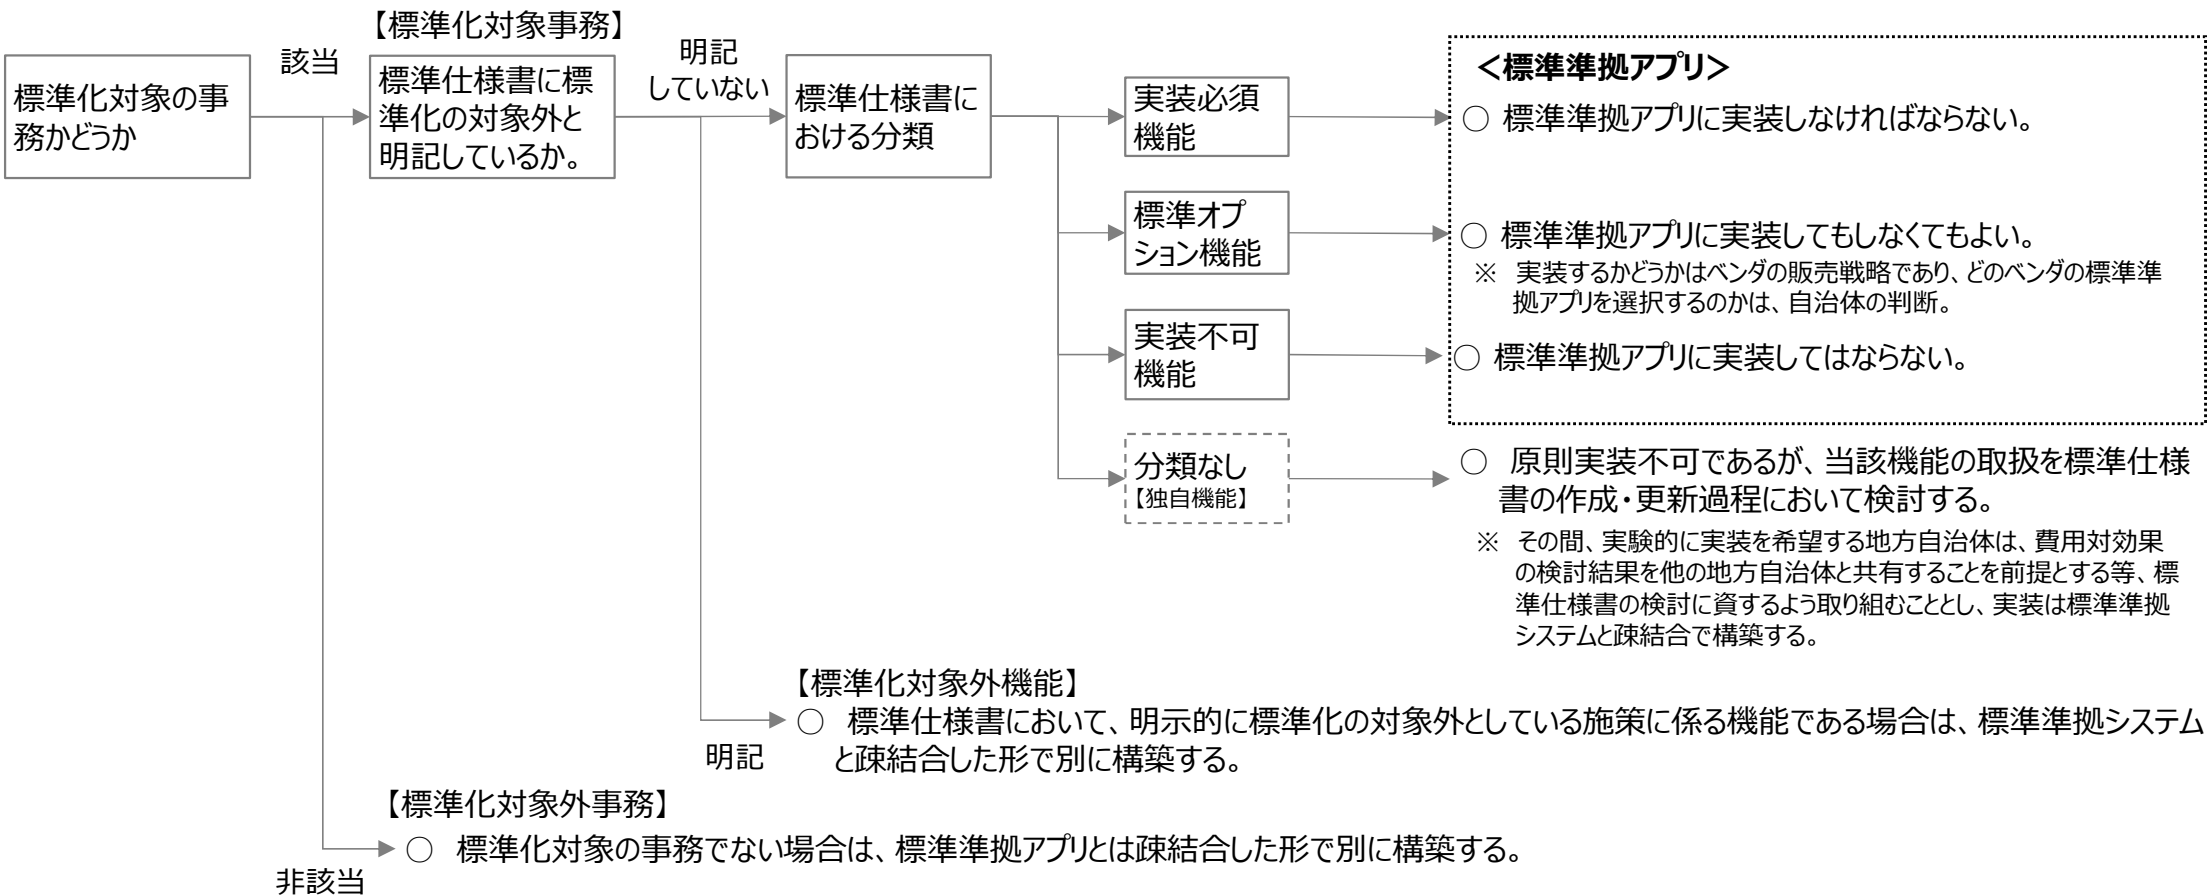 標準化対象の事
務かどうか
該当
【標準化対象事務】
標準仕様書に標
準化の対象外と
明記しているか。
明記
していない
標準仕様書に
おける分類
実装必須
機能
標準オプ
ション機能
実装不可
機能
分類なし
【独自機能】
＜標準準拠アプリ＞
○ 標準準拠アプリに実装しなければならない。
○ 標準準拠アプリに実装してもしなくてもよい。
※ 実装するかどうかはベンダの販売戦略であり、どのベンダの標準準
拠アプリを選択するのかは、自治体の判断。
○ 標準準拠アプリに実装してはならない。
○ 原則実装不可であるが、当該機能の取扱を標準仕様
書の作成・更新過程において検討する。
※ その間、実験的に実装を希望する地方自治体は、費用対効果
の検討結果を他の地方自治体と共有することを前提とする等、標
準仕様書の検討に資するよう取り組むこととし、実装は標準準拠
システムと疎結合で構築する。
【標準化対象外機能】
○ 標準仕様書において、明示的に標準化の対象外としている施策に係る機能である場合は、標準準拠システム
と疎結合した形で別に構築する。
明記
【標準化対象外事務】
○ 標準化対象の事務でない場合は、標準準拠アプリとは疎結合した形で別に構築する。
非該当